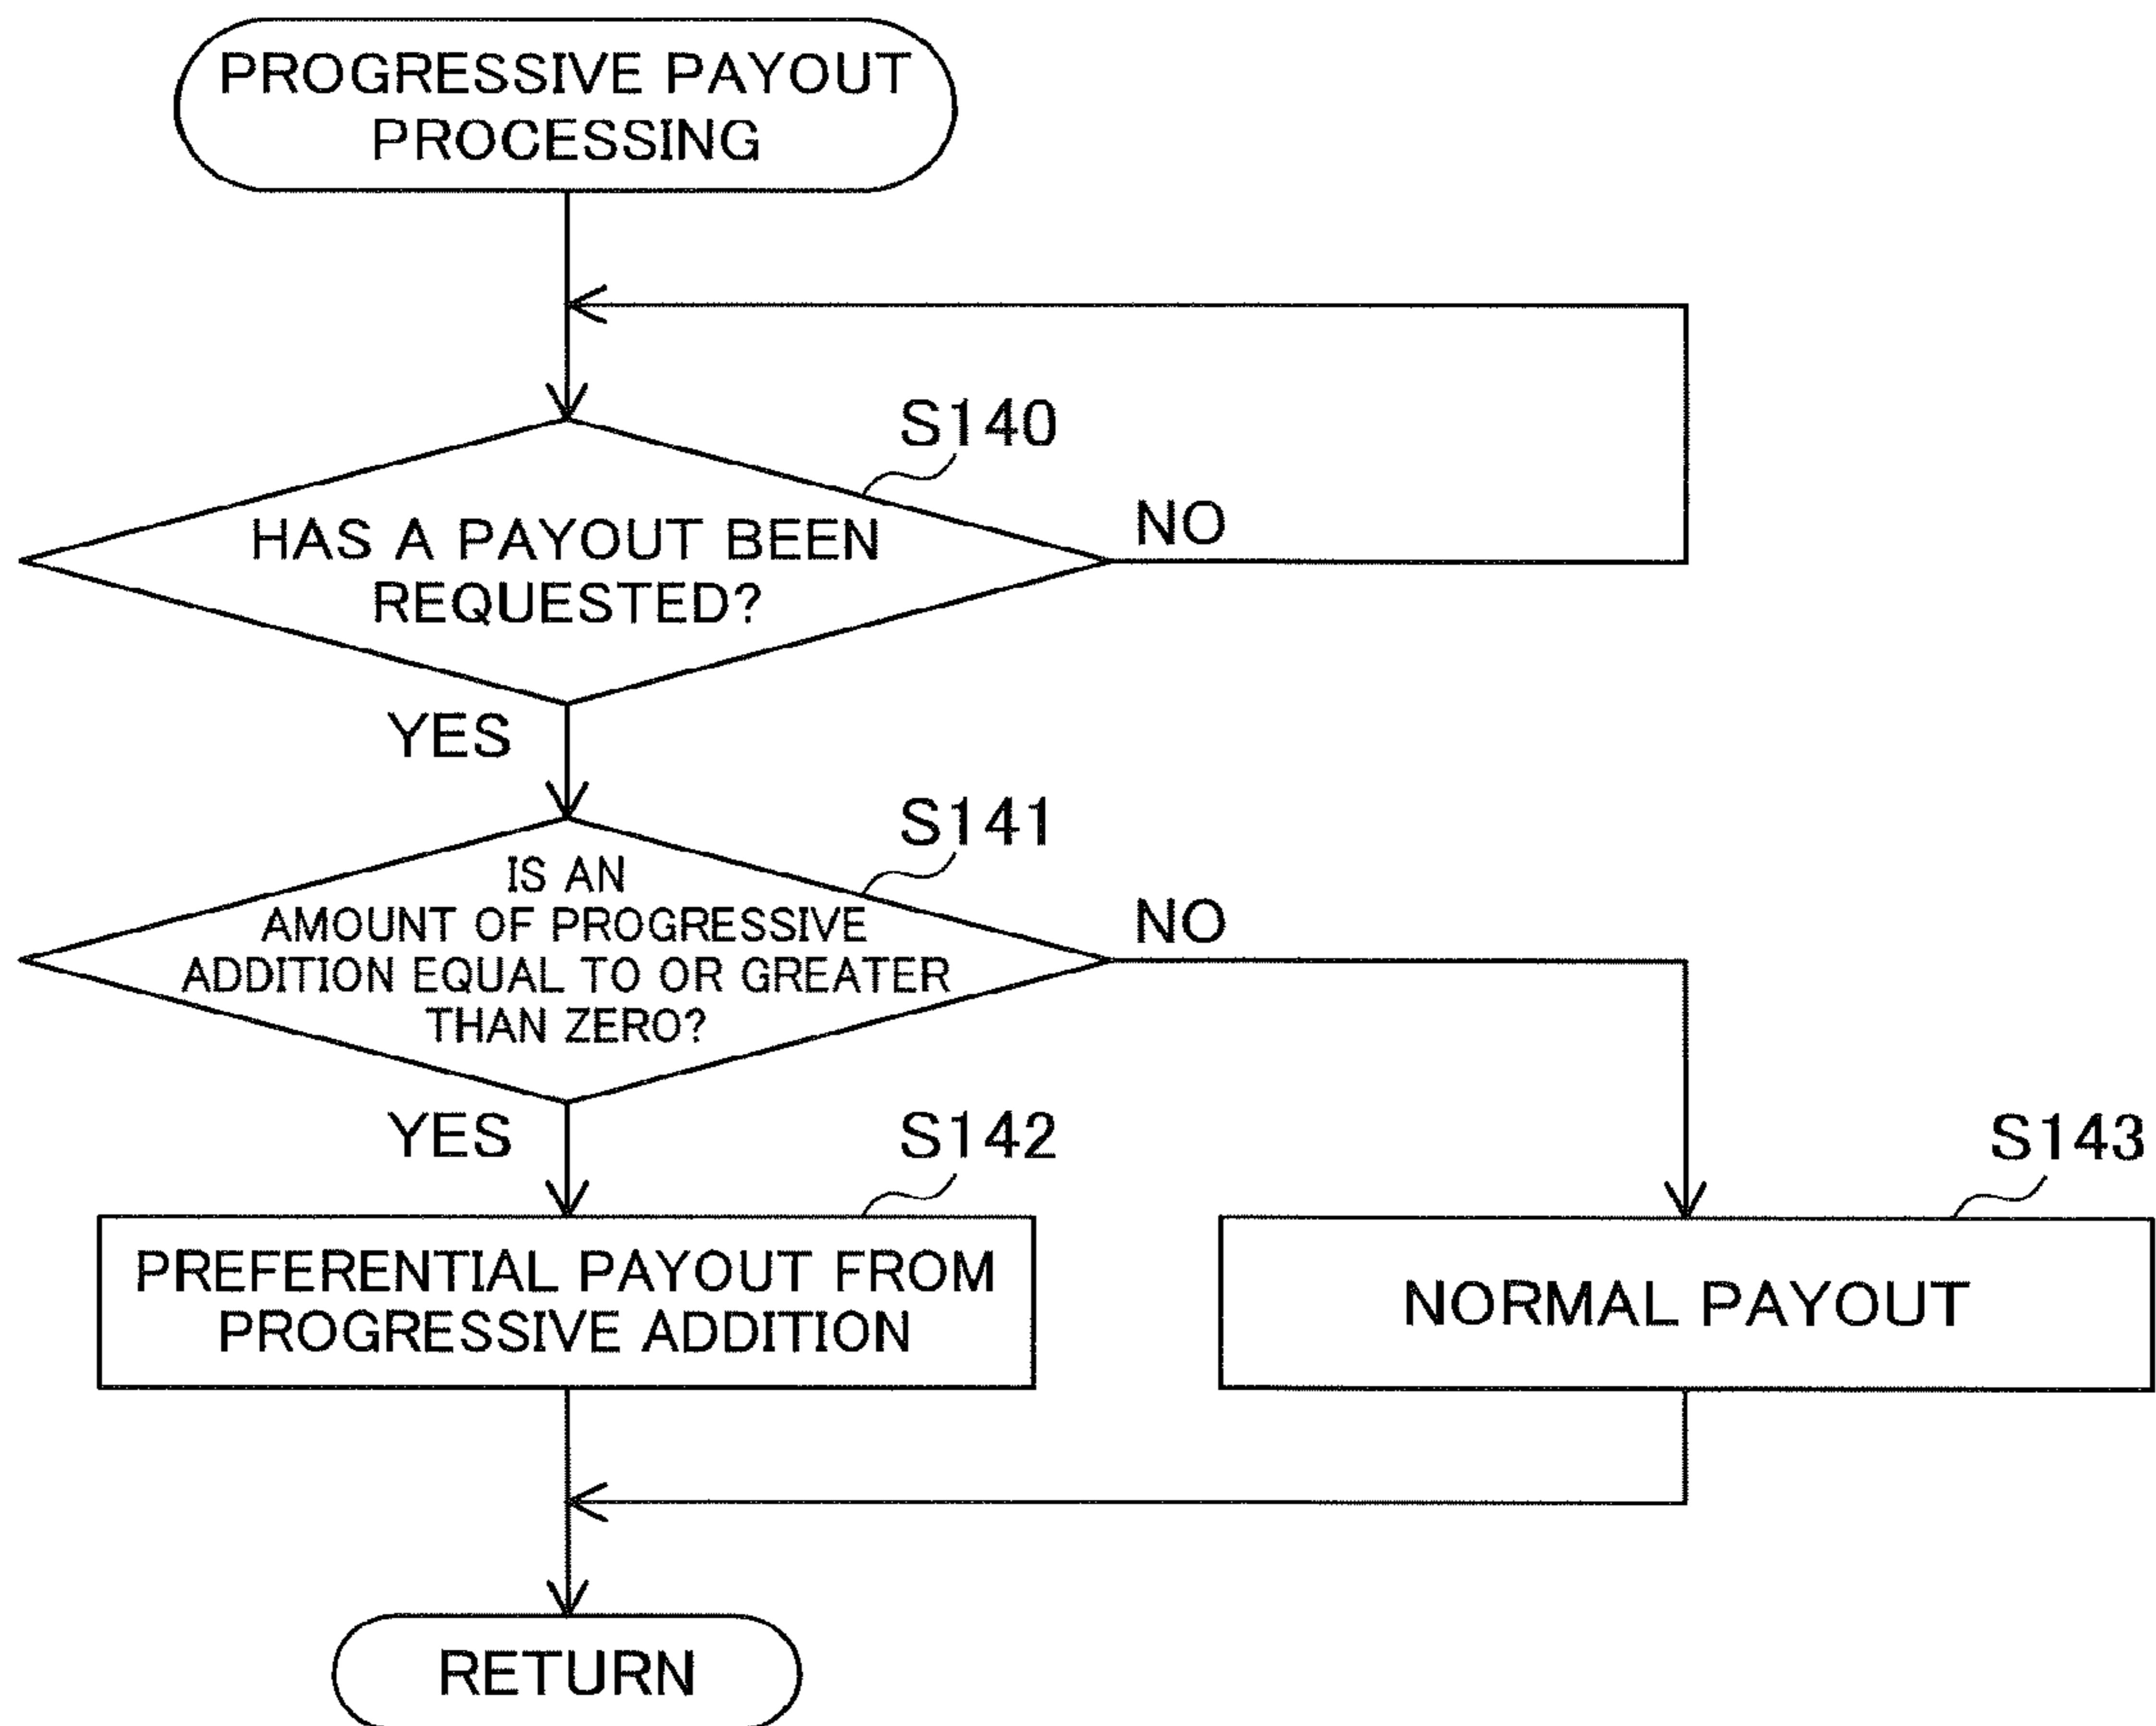 PROGRESSIVE PAYOUT
PROCESSING
S140
HAS A PAYOUT BEEN
REQUESTED?
NO
YES
S141
IS AN
AMOUNT OF PROGRESSIVE
ADDITION EQUAL TO OR GREATER
THAN ZERO?
NO
YES
S142
PREFERENTIAL PAYOUT FROM
PROGRESSIVE ADDITION
S143
NORMAL PAYOUT
RETURN